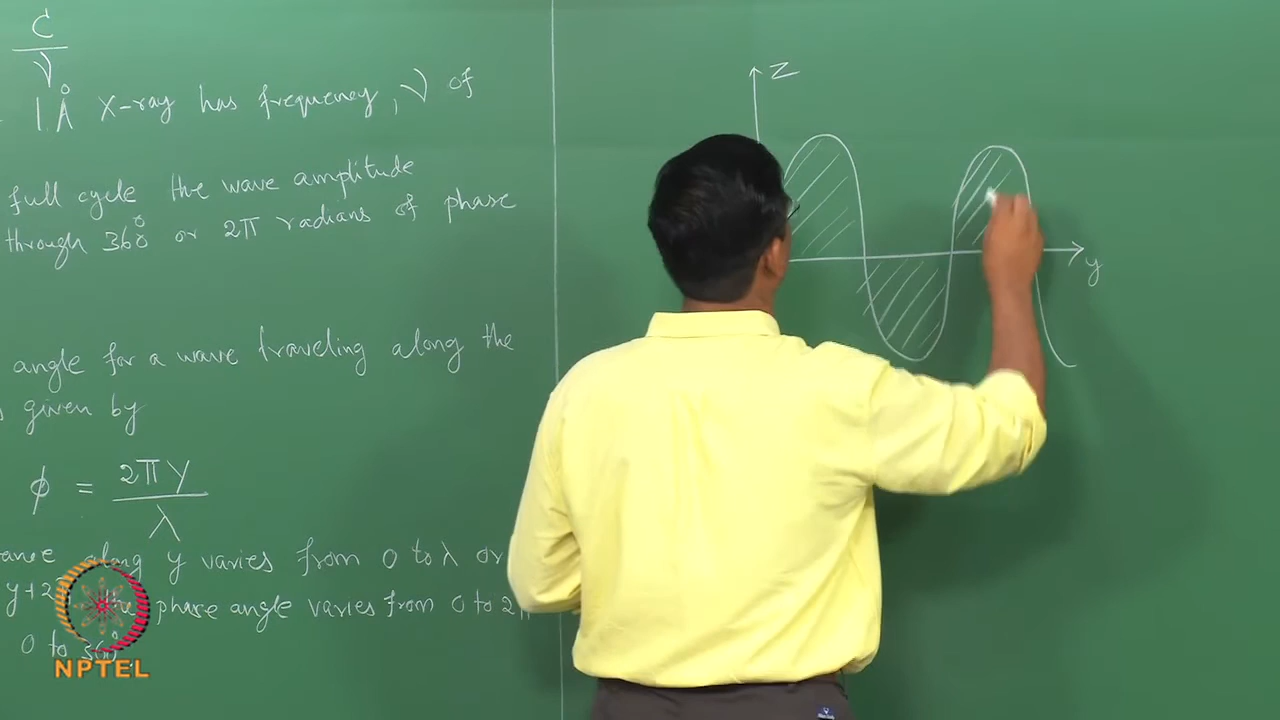 C
ν
1 Å X-ray has frequency, ν of
full cycle the wave amplitude
through 360° or 2π radians of phase
angle for a wave traveling along the
given by
φ = 2πy
λ
along y varies from 0 to λ or
y+2 the phase angle varies from 0 to 2π
0 to 360°
NPTEL
Z
y